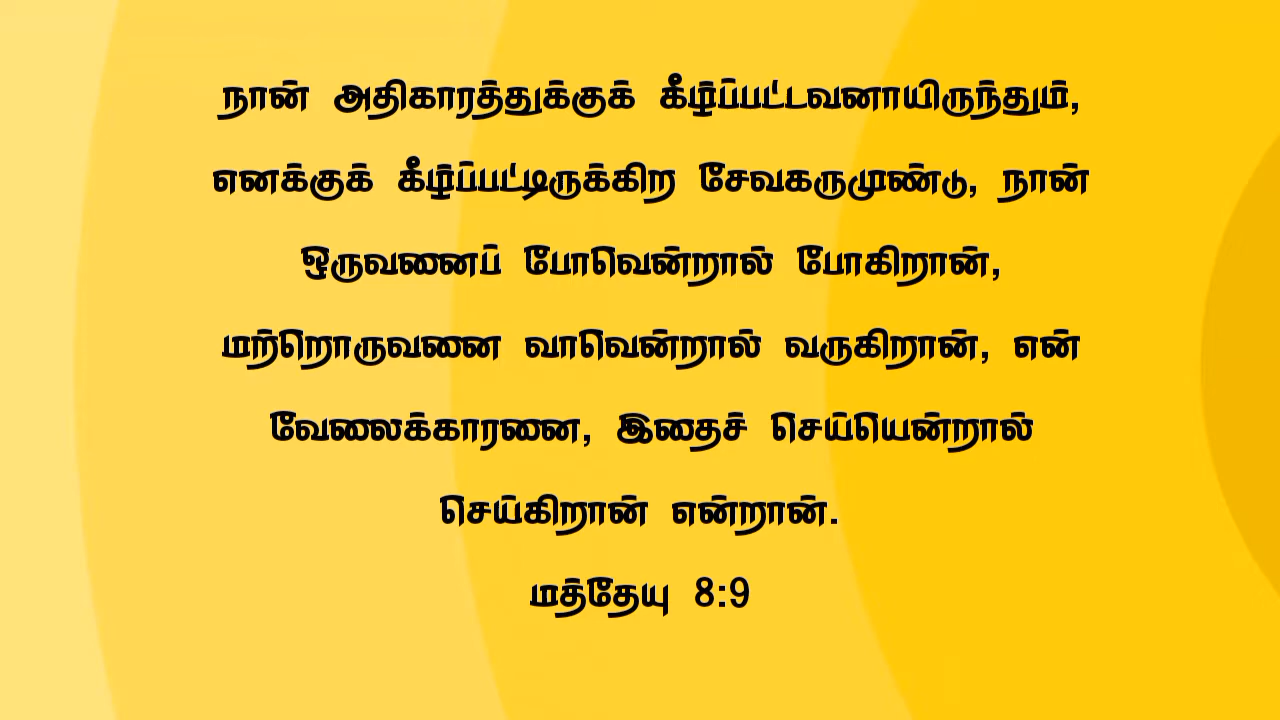 நான் அதிகாரத்துக்குக் கீழ்ப்பட்டவனாயிருந்தும்,
எனக்குக் கீழ்ப்பட்டிருக்கிற சேவகருமுண்டு, நான்
ஒருவனைப் போவென்றால் போகிறான்,
மற்றொருவனை வாவென்றால் வருகிறான், என்
வேலைக்காரனை, இதைச் செய்யென்றால்
செய்கிறான் என்றான்.
மத்தேயு 8:9